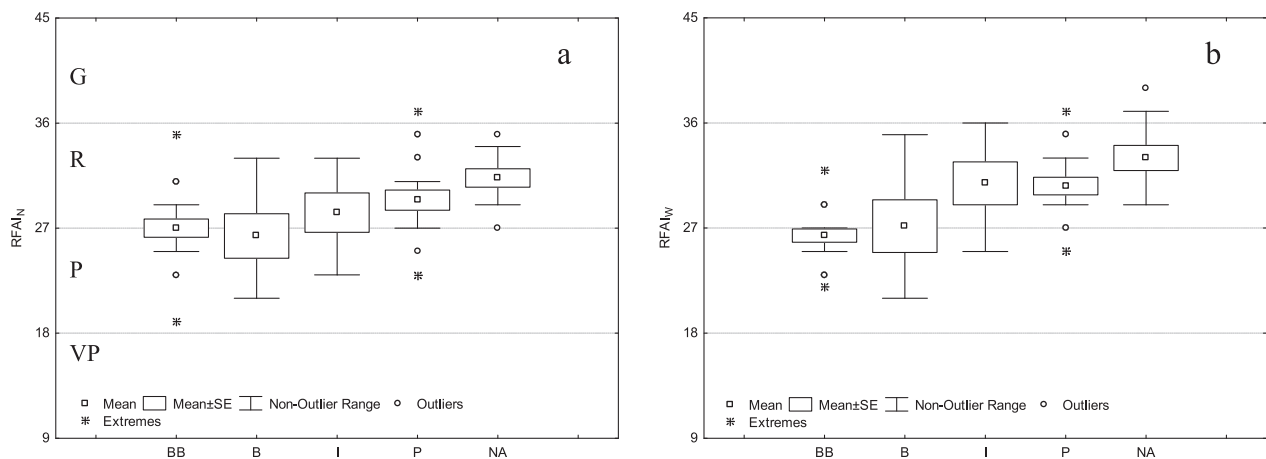 45
36
27
18
9
RFAI_N
a
G
R
P
VP
Mean Mean±SE Non-Outlier Range Outliers
Extremes
BB B I P NA
45
36
27
18
9
RFAI_W
b
Mean Mean±SE Non-Outlier Range Outliers
Extremes
BB B I P NA